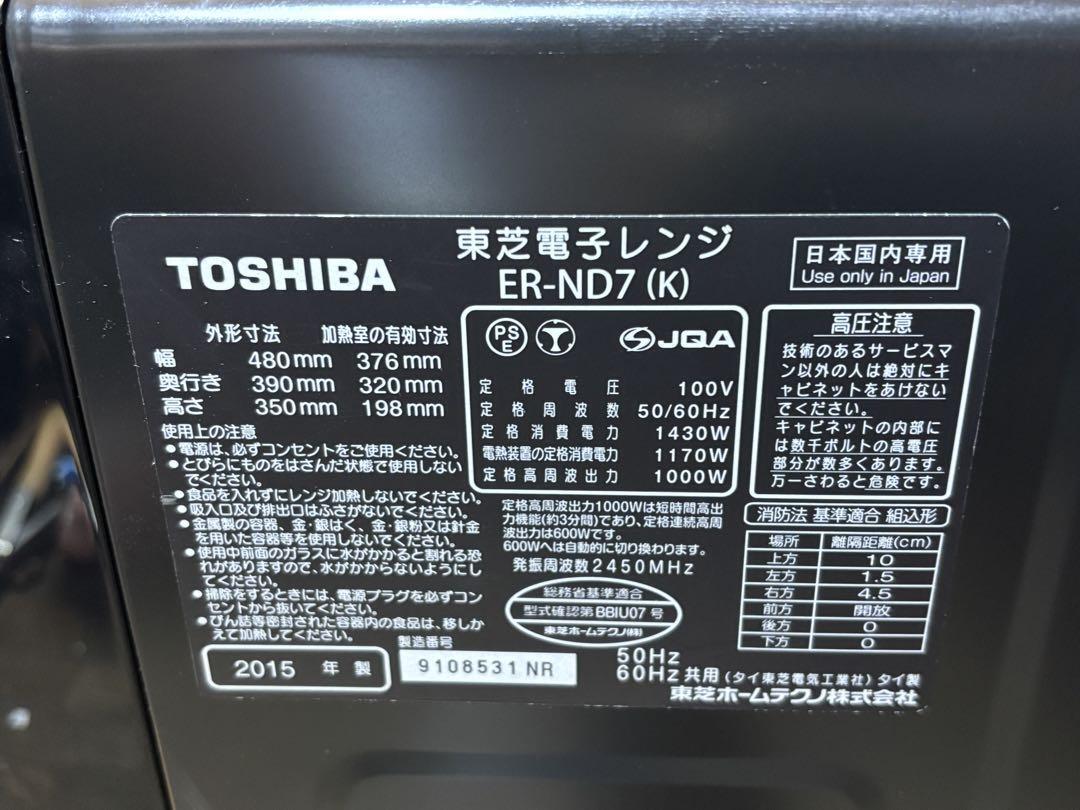 TOSHIBA
東芝電子レンジ
ER-ND7 (K)
日本国内専用
Use only in Japan
外形寸法 加熱室の有効寸法
幅 480mm 376mm
奥行き 390mm 320mm
高さ 350mm 198mm
使用上の注意
●電源は、必ずコンセントをご使用ください。
●とびらにものをはさんだ状態で使用しない
でください。
●食品を入れずにレンジ加熱しないでください。
●吸入口及び排出口はふさがないでください。
●金属製の容器、金・銀はく、金・銀粉又は針金
を用いた容器等を使用しないでください。
●使用中前面のガラスに水がかかると割れる恐
れがありますので、水がかからないようにし
てください。
●掃除をするときには、電源プラグを必ずコン
セントから抜いてください。
●びん詰等密封された容器内の食品は、移しか
えて加熱してください。
2015 年 製
製造番号
9108531 NR
PS
E
JQA
定格電圧 100V
定格周波数 50/60Hz
定格消費電力 1430W
電熱装置の定格消費電力 1170W
定格高周波出力 1000W
定格高周波出力1000Wは短時間高出
力機能(約3分間)であり、定格連続高周
波出力は600Wです。
600Wへは自動的に切り換わります。
発振周波数2450MHz
総務省基準適合
型式確認第BBIU07号
東芝ホームテクノ(株)
高圧注意
技術のあるサービスマ
ン以外の人は絶対にキ
ャビネットをあけない
でください。
キャビネットの内部に
は数千ボルトの高電圧
部分が数多くあります。
万一さわると危険です。
消防法 基準適合 組込形
場所 離隔距離(cm)
上方 10
左方 1.5
右方 4.5
前方 開放
後方 0
下方 0
50Hz
60Hz 共用 (タイ東芝電気工業社) タイ製
東芝ホームテクノ株式会社